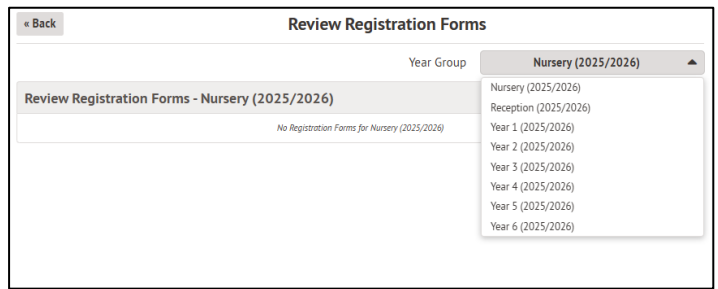 « Back
Review Registration Forms
Year Group
Nursery (2025/2026)
Review Registration Forms - Nursery (2025/2026)
No Registration Forms for Nursery (2025/2026)
Nursery (2025/2026)
Reception (2025/2026)
Year 1 (2025/2026)
Year 2 (2025/2026)
Year 3 (2025/2026)
Year 4 (2025/2026)
Year 5 (2025/2026)
Year 6 (2025/2026)